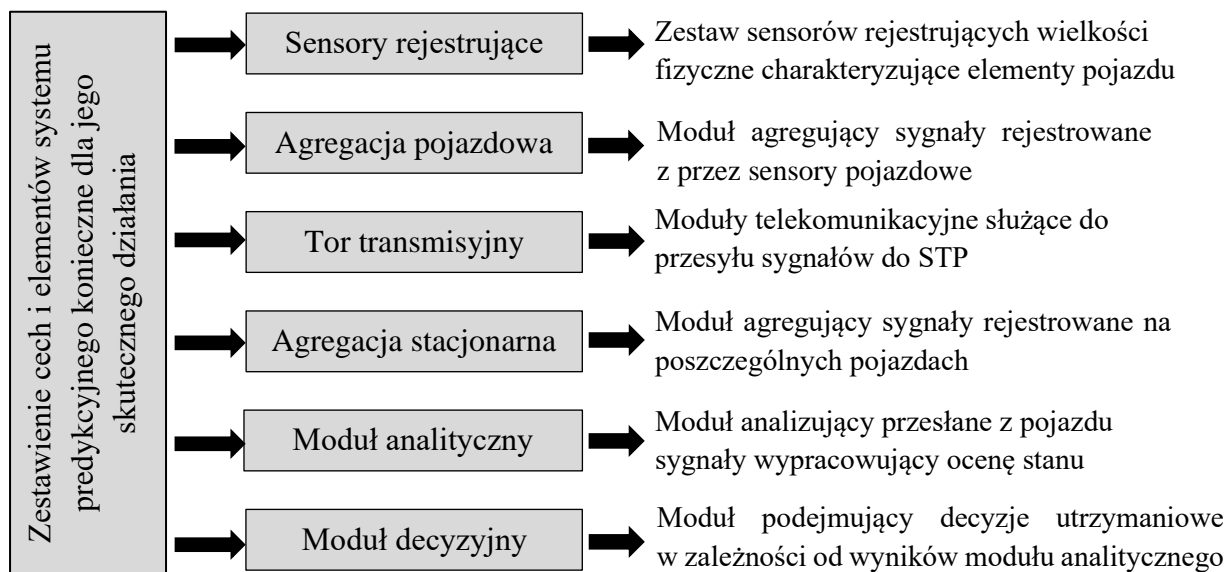 Zestawienie cech i elementów systemu
predykcyjnego konieczne dla jego
skutecznego działania
Sensory rejestrujące
Zestaw sensorów rejestrujących wielkości
fizyczne charakteryzujące elementy pojazdu
Agregacja pojazdowa
Moduł agregujący sygnały rejestrowane
z przez sensory pojazdowe
Tor transmisyjny
Moduły telekomunikacyjne służące do
przesyłu sygnałów do STP
Agregacja stacjonarna
Moduł agregujący sygnały rejestrowane na
poszczególnych pojazdach
Moduł analityczny
Moduł analizujący przesłane z pojazdu
sygnały wypracowujący ocenę stanu
Moduł decyzyjny
Moduł podejmujący decyzje utrzymaniowe
w zależności od wyników modułu analitycznego